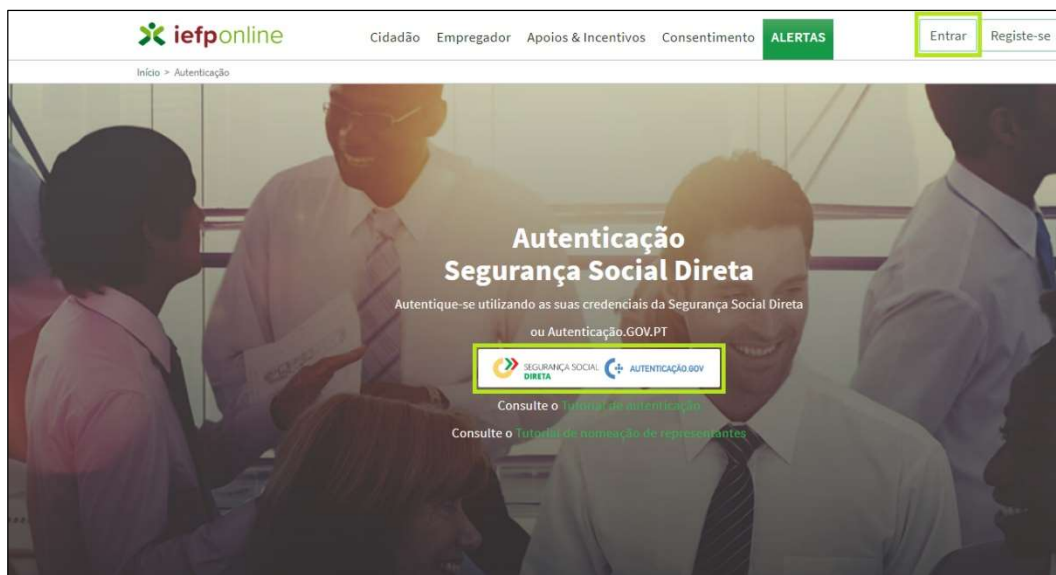 iefponline
Cidadão Empregador Apoios & Incentivos Consentimento ALERTAS Entrar Registe-se
Início > Autenticação
Autenticação
Segurança Social Direta
Autentique-se utilizando as suas credenciais da Segurança Social Direta
ou Autenticação.GOV.PT
SEGURANÇA SOCIAL
DIRETA
AUTENTICAÇÃO.GOV
Consulte o Tutorial de autenticação
Consulte o Tutorial de nomeação de representantes